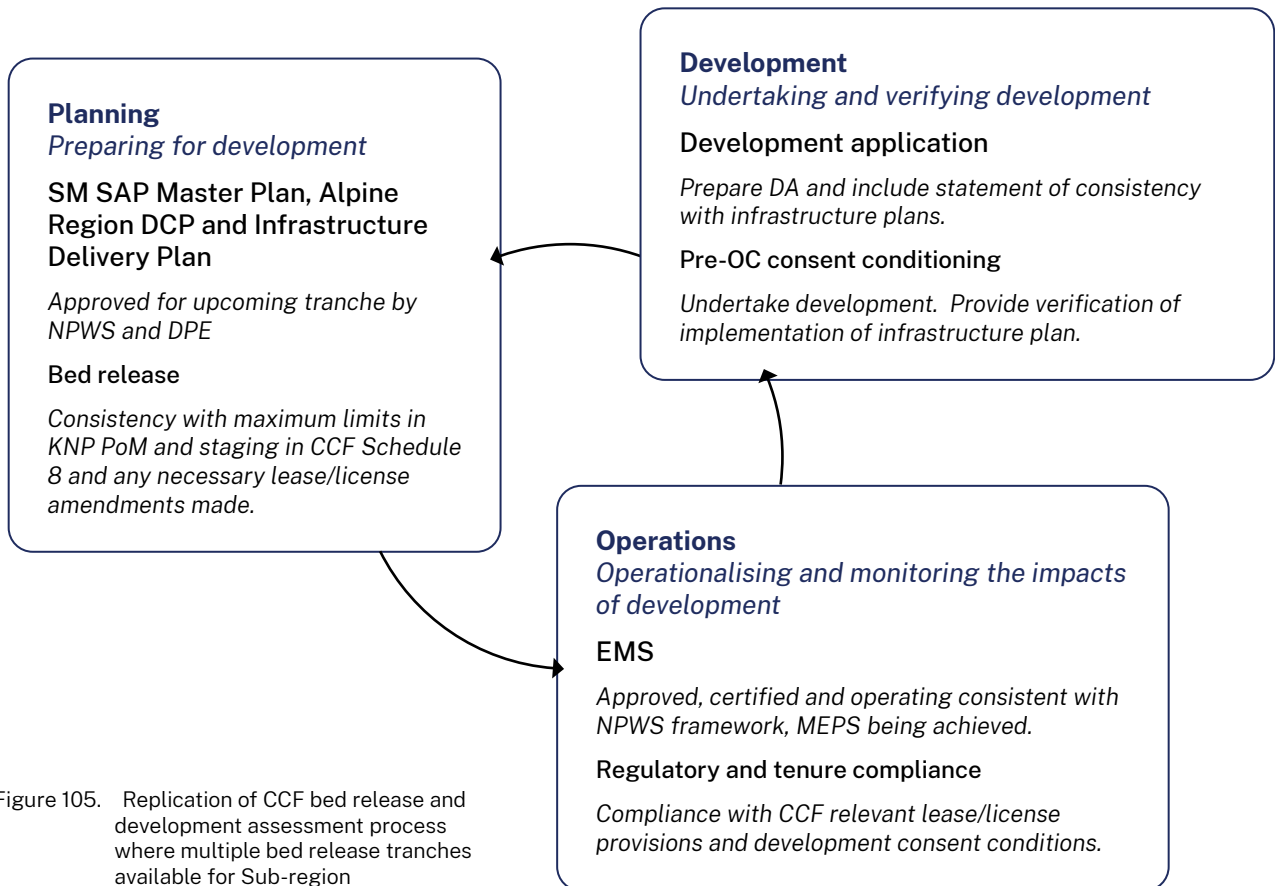 Planning
Preparing for development
SM SAP Master Plan, Alpine
Region DCP and Infrastructure
Delivery Plan
Approved for upcoming tranche by
NPWS and DPE
Bed release
Consistency with maximum limits in
KNP PoM and staging in CCF Schedule
8 and any necessary lease/license
amendments made.
Development
Undertaking and verifying development
Development application
Prepare DA and include statement of consistency
with infrastructure plans.
Pre-OC consent conditioning
Undertake development. Provide verification of
implementation of infrastructure plan.
Operations
Operationalising and monitoring the impacts
of development
EMS
Approved, certified and operating consistent with
NPWS framework, MEPS being achieved.
Regulatory and tenure compliance
Compliance with CCF relevant lease/license
provisions and development consent conditions.
Figure 105. Replication of CCF bed release and
development assessment process
where multiple bed release tranches
available for Sub-region